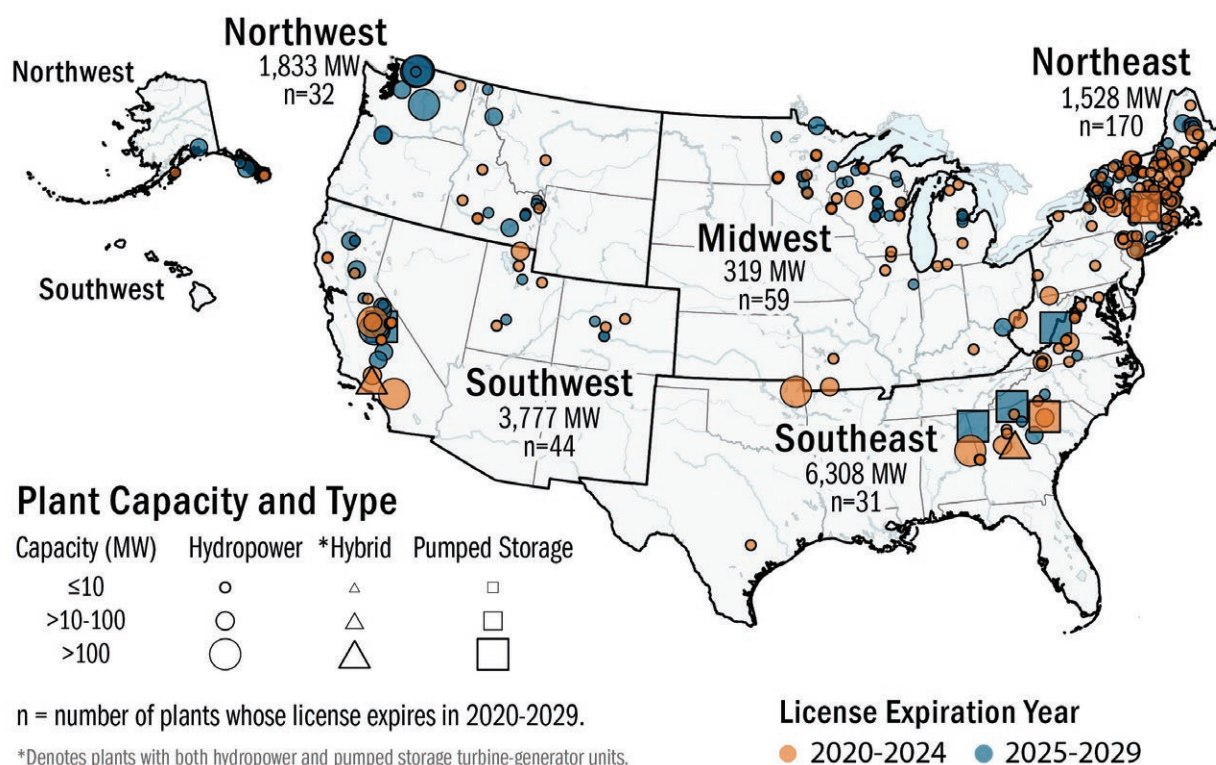 Northwest
1,833 MW
n=32
Northwest
Southwest
Northeast
1,528 MW
n=170
Midwest
319 MW
n=59
Southwest
3,777 MW
n=44
Southeast
6,308 MW
n=31
Plant Capacity and Type
Capacity (MW) Hydropower *Hybrid Pumped Storage
≤10
>10-100
>100
n = number of plants whose license expires in 2020-2029.
*Denotes plants with both hydropower and pumped storage turbine-generator units.
License Expiration Year
2020-2024 2025-2029